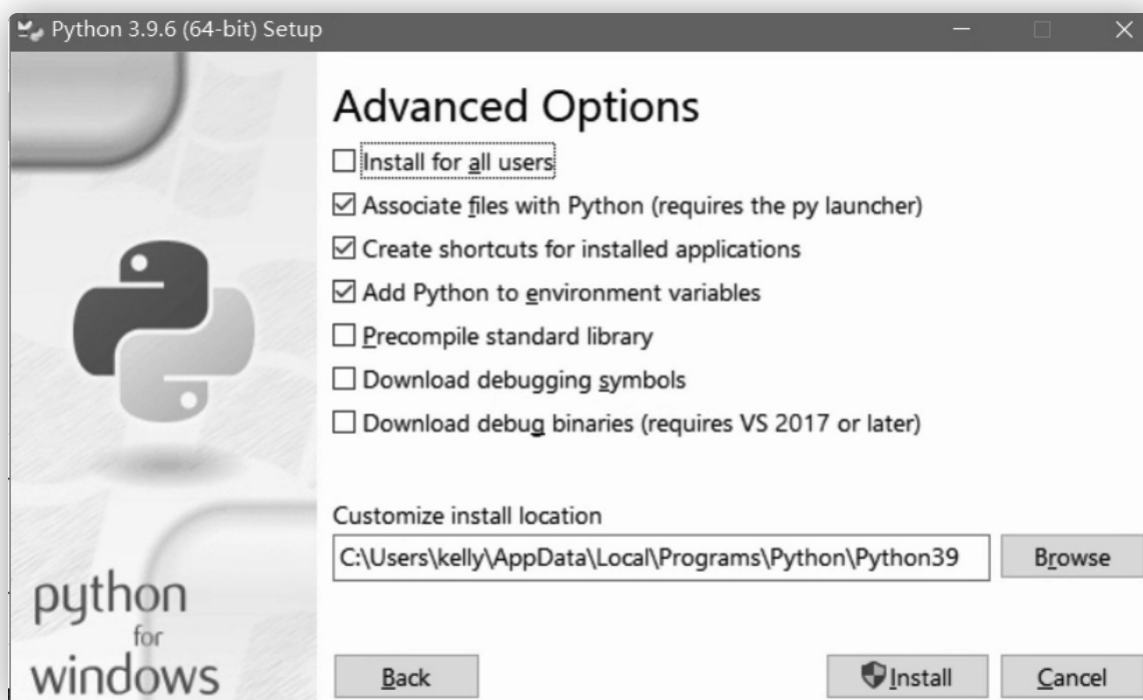 Python 3.9.6 (64-bit) Setup
Advanced Options
Install for all users
Associate files with Python (requires the py launcher)
Create shortcuts for installed applications
Add Python to environment variables
Precompile standard library
Download debugging symbols
Download debug binaries (requires VS 2017 or later)
Customize install location
C:\Users\kelly\AppData\Local\Programs\Python\Python39
Browse
python
for
windows
Back
Install
Cancel